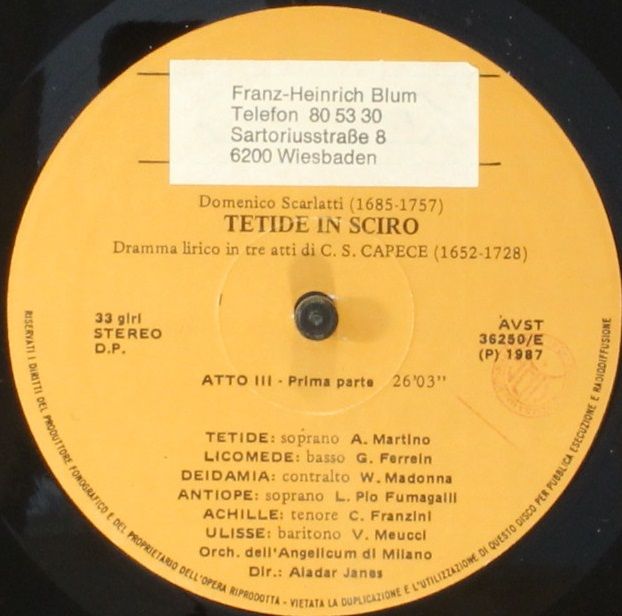 Franz-Heinrich Blum
Telefon 80 53 30
Sartoriusstraße 8
6200 Wiesbaden
Domenico Scarlatti (1685-1757)
TETIDE IN SCIRO
Dramma lirico in tre atti di C. S. CAPECE (1652-1728)
33 giri
STEREO
D.P.
AVST
36250/E
(P) 1987
ATTO III - Prima parte 26'03"
TETIDE: soprano A. Martino
LICOMEDE: basso G. Ferrein
DEIDAMIA: contralto W. Madonna
ANTIOPE: soprano L. Pio Fumagalli
ACHILLE: tenore C. Franzini
ULISSE: baritono V. Meucci
Orch. dell'Angelicum di Milano
Dir.: Aladar Janes
RISERVATI I DIRITTI DEL PRODUTTORE FONOGRAFICO E DEL PROPRIETARIO DELL'OPERA RIPRODOTTA - VIETATA LA DUPLICAZIONE E L'UTILIZZAZIONE DI QUESTO DISCO PER PUBBLICA ESECUZIONE E RADIODIFFUSIONE